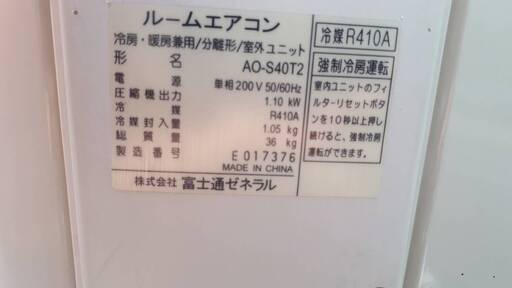 ルームエアコン
冷房・暖房兼用/分離形/室外ユニット
形名 AO-S40T2
電源 単相200V 50/60Hz
圧縮機出力 1.10 kW
冷媒 R410A
冷媒封入量 1.05 kg
総質量 36 kg
製造番号 E 017376
MADE IN CHINA
株式会社 富士通ゼネラル
冷媒R410A
強制冷房運転
室内ユニットのフィ
ルターリセットボタ
ンを10秒以上押し
続けると、強制冷房
運転ができます。